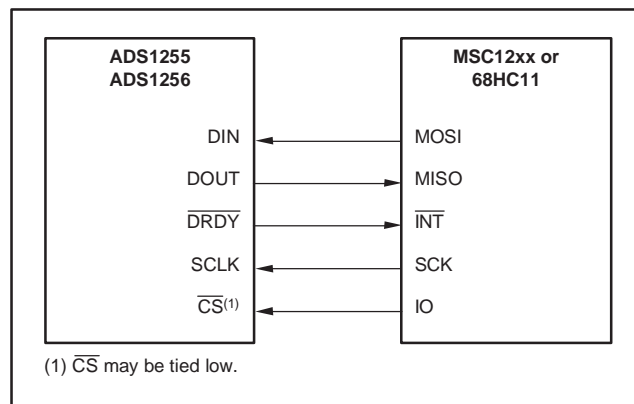 ADS1255
ADS1256
MSC12xx or
68HC11
DIN
MOSI
DOUT
MISO
DRDY
INT
SCLK
SCK
CS(1)
IO
(1) CS may be tied low.